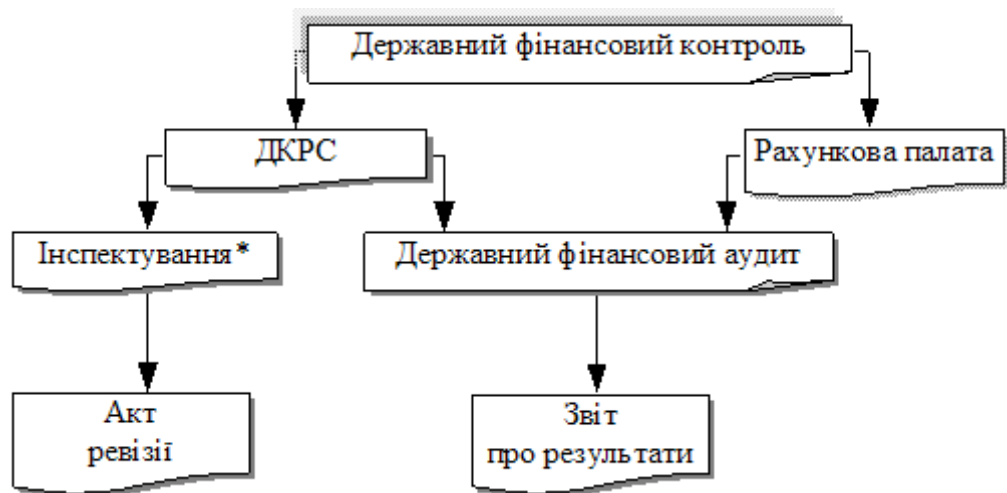 Державний фінансовий контроль
ДКРС
Рахункова палата
Інспектування*
Державний фінансовий аудит
Акт
ревізії
Звіт
про результати